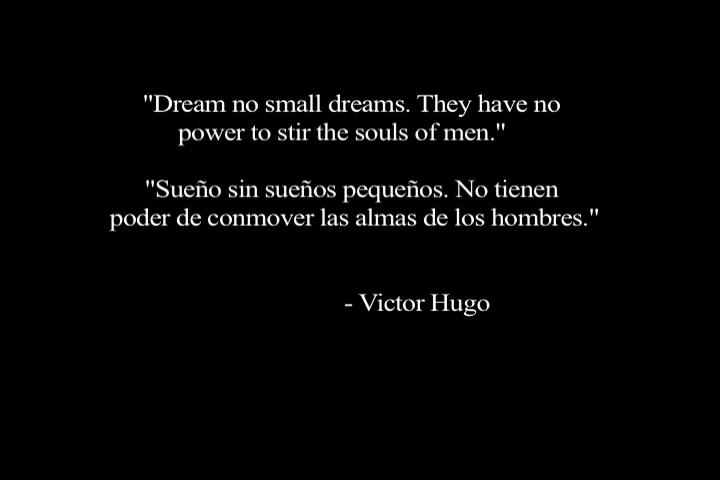 "Dream no small dreams. They have no
power to stir the souls of men."
"Sueño sin sueños pequeños. No tienen
poder de conmover las almas de los hombres."
- Victor Hugo